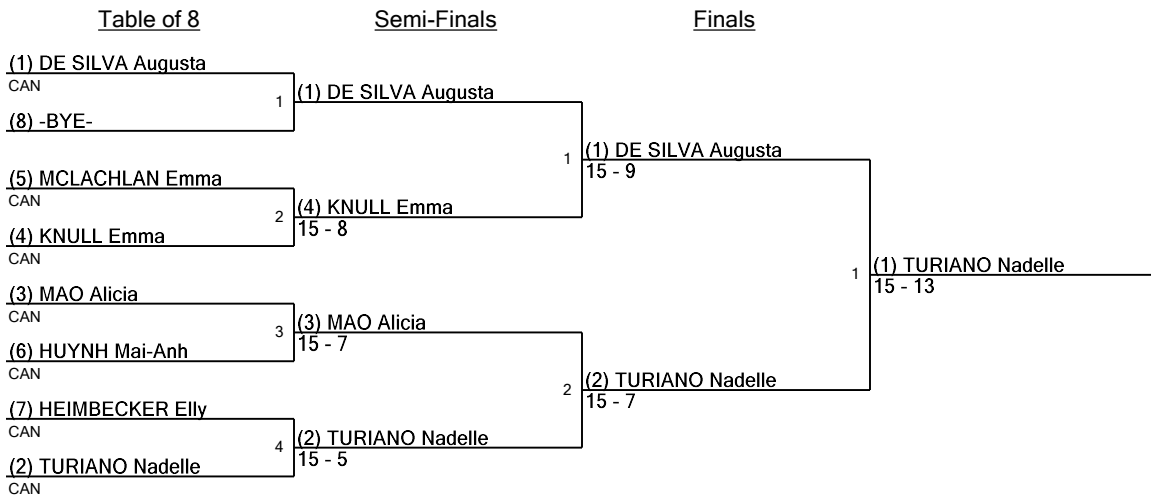 Table of 8
Semi-Finals
Finals
(1) DE SILVA Augusta
CAN
(8) -BYE-
1
(5) MCLACHLAN Emma
CAN
(4) KNULL Emma
CAN
2
(3) MAO Alicia
CAN
(6) HUYNH Mai-Anh
CAN
3
(7) HEIMBECKER Elly
CAN
(2) TURIANO Nadelle
CAN
4
(1) DE SILVA Augusta
(4) KNULL Emma
15 - 8
1
(3) MAO Alicia
15 - 7
(2) TURIANO Nadelle
15 - 5
2
(1) DE SILVA Augusta
15 - 9
(2) TURIANO Nadelle
15 - 7
1
(1) TURIANO Nadelle
15 - 13